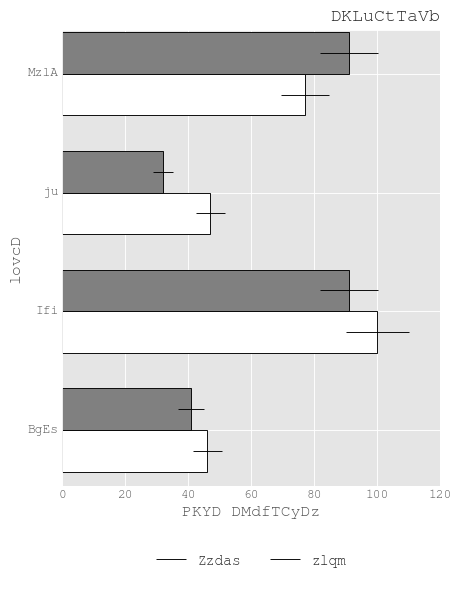 DKLuCtTaVb
MzlA
ju
Ifi
BgEs
lovcD
0 20 40 60 80 100 120
PKYD DMdfTCyDz
Zzdas zlqm